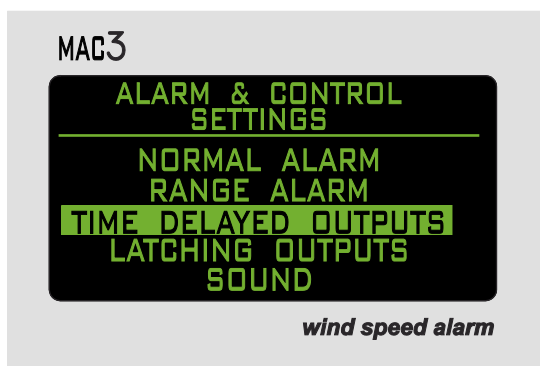 MAC3
ALARM & CONTROL
SETTINGS
NORMAL ALARM
RANGE ALARM
TIME DELAYED OUTPUTS
LATCHING OUTPUTS
SOUND
wind speed alarm